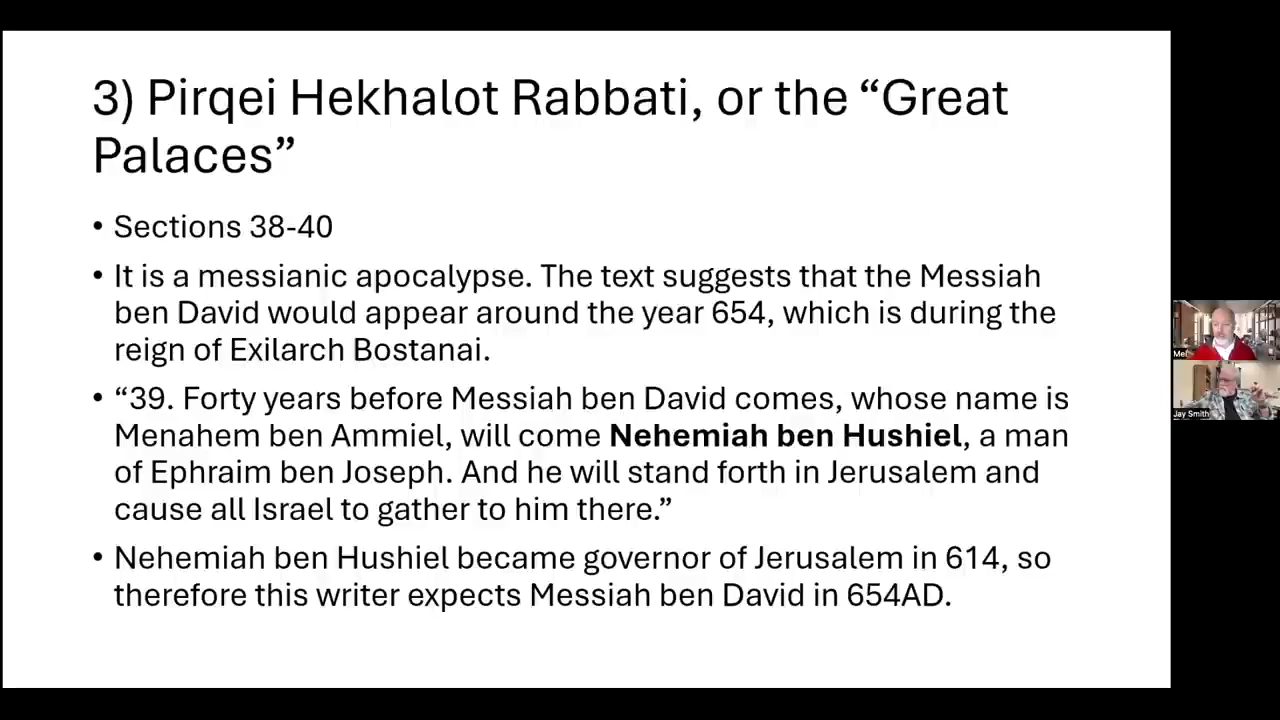 3) Pirqei Hekhalot Rabbati, or the “Great
Palaces”
• Sections 38-40
• It is a messianic apocalypse. The text suggests that the Messiah
ben David would appear around the year 654, which is during the
reign of Exilarch Bostanai.
• “39. Forty years before Messiah ben David comes, whose name is
Menahem ben Ammiel, will come Nehemiah ben Hushiel, a man
of Ephraim ben Joseph. And he will stand forth in Jerusalem and
cause all Israel to gather to him there.”
• Nehemiah ben Hushiel became governor of Jerusalem in 614, so
therefore this writer expects Messiah ben David in 654AD.
Mel
Jay Smith